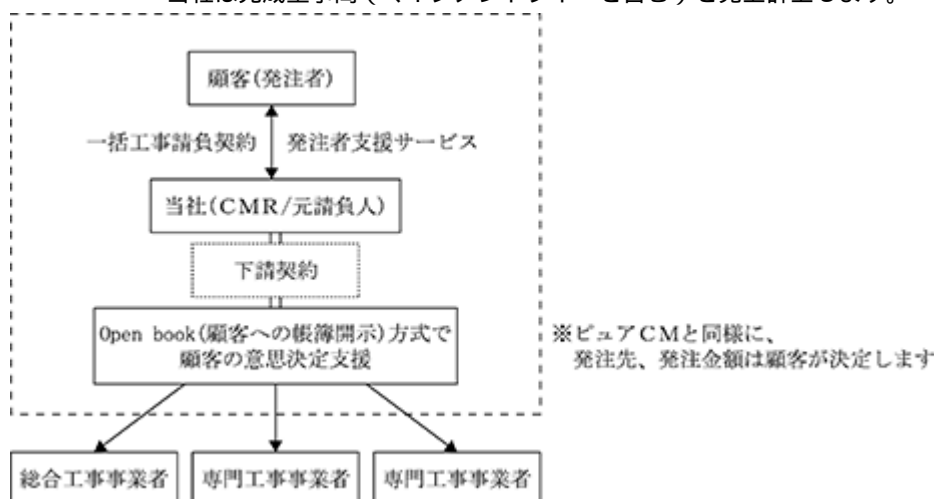 顧客(発注者)
一括工事請負契約 発注者支援サービス
当社(CMR/元請負人)
下請契約
Open book(顧客への帳簿開示)方式で
顧客の意思決定支援
※ピュアCMと同様に、
発注先、発注金額は顧客が決定します
総合工事事業者 専門工事事業者 専門工事事業者